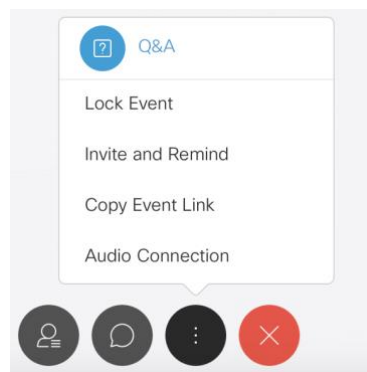 Q&A
Lock Event
Invite and Remind
Copy Event Link
Audio Connection